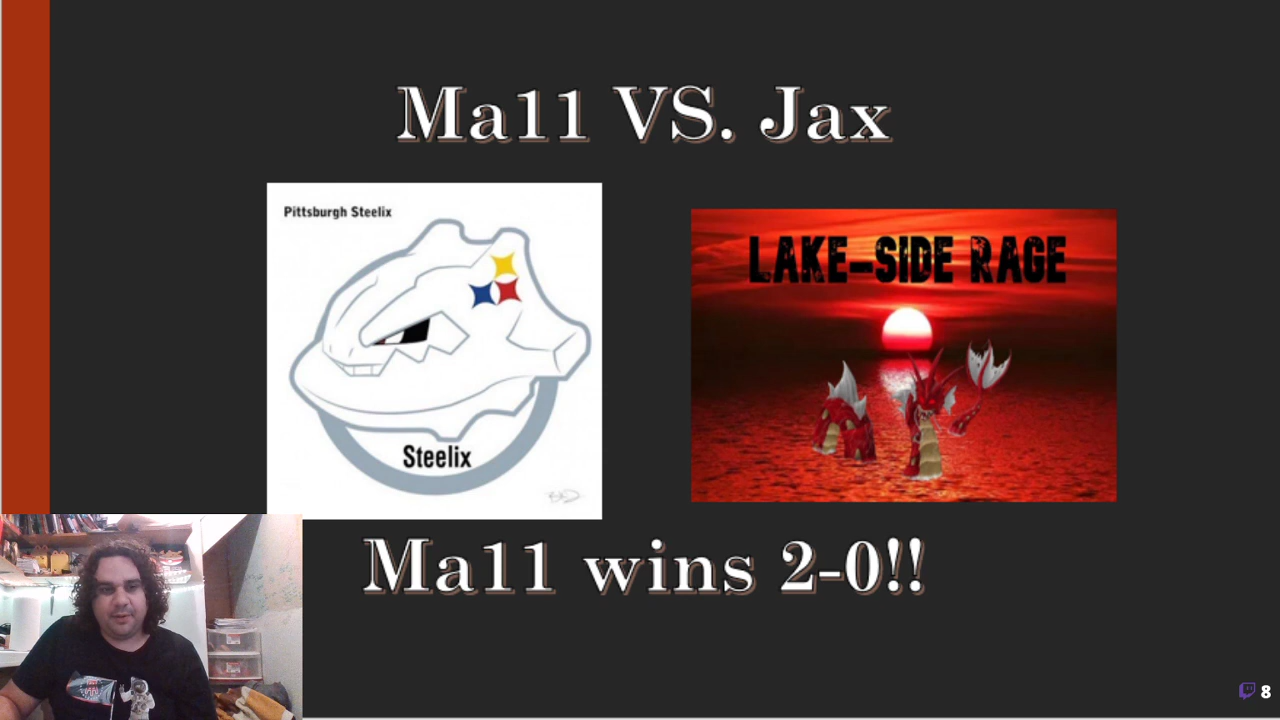 Ma11 VS. Jax
Pittsburgh Steelix
LAKE-SIDE RAGE
Steelix
Ma11 wins 2-0!!
8